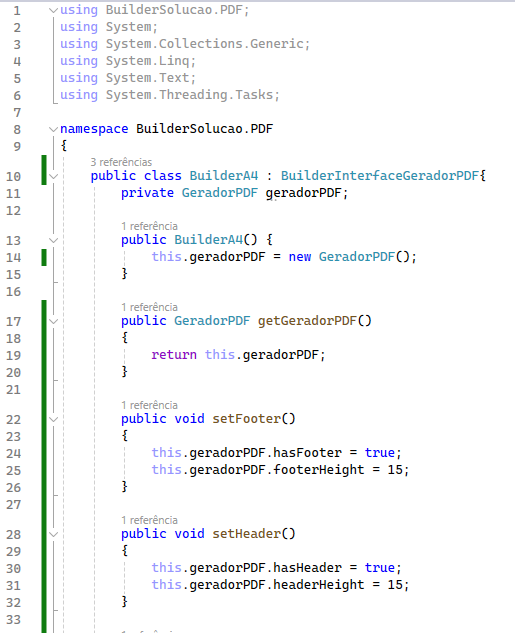 1 using BuilderSolucao.PDF;
2 using System;
3 using System.Collections.Generic;
4 using System.Linq;
5 using System.Text;
6 using System.Threading.Tasks;
7
8 namespace BuilderSolucao.PDF
9 {
3 referências
10 public class BuilderA4 : BuilderInterfaceGeradorPDF{
11 private GeradorPDF geradorPDF;
12
1 referência
13 public BuilderA4() {
14 this.geradorPDF = new GeradorPDF();
15 }
16
1 referência
17 public GeradorPDF getGeradorPDF()
18 {
19 return this.geradorPDF;
20 }
21
1 referência
22 public void setFooter()
23 {
24 this.geradorPDF.hasFooter = true;
25 this.geradorPDF.footerHeight = 15;
26 }
27
1 referência
28 public void setHeader()
29 {
30 this.geradorPDF.hasHeader = true;
31 this.geradorPDF.headerHeight = 15;
32 }
33